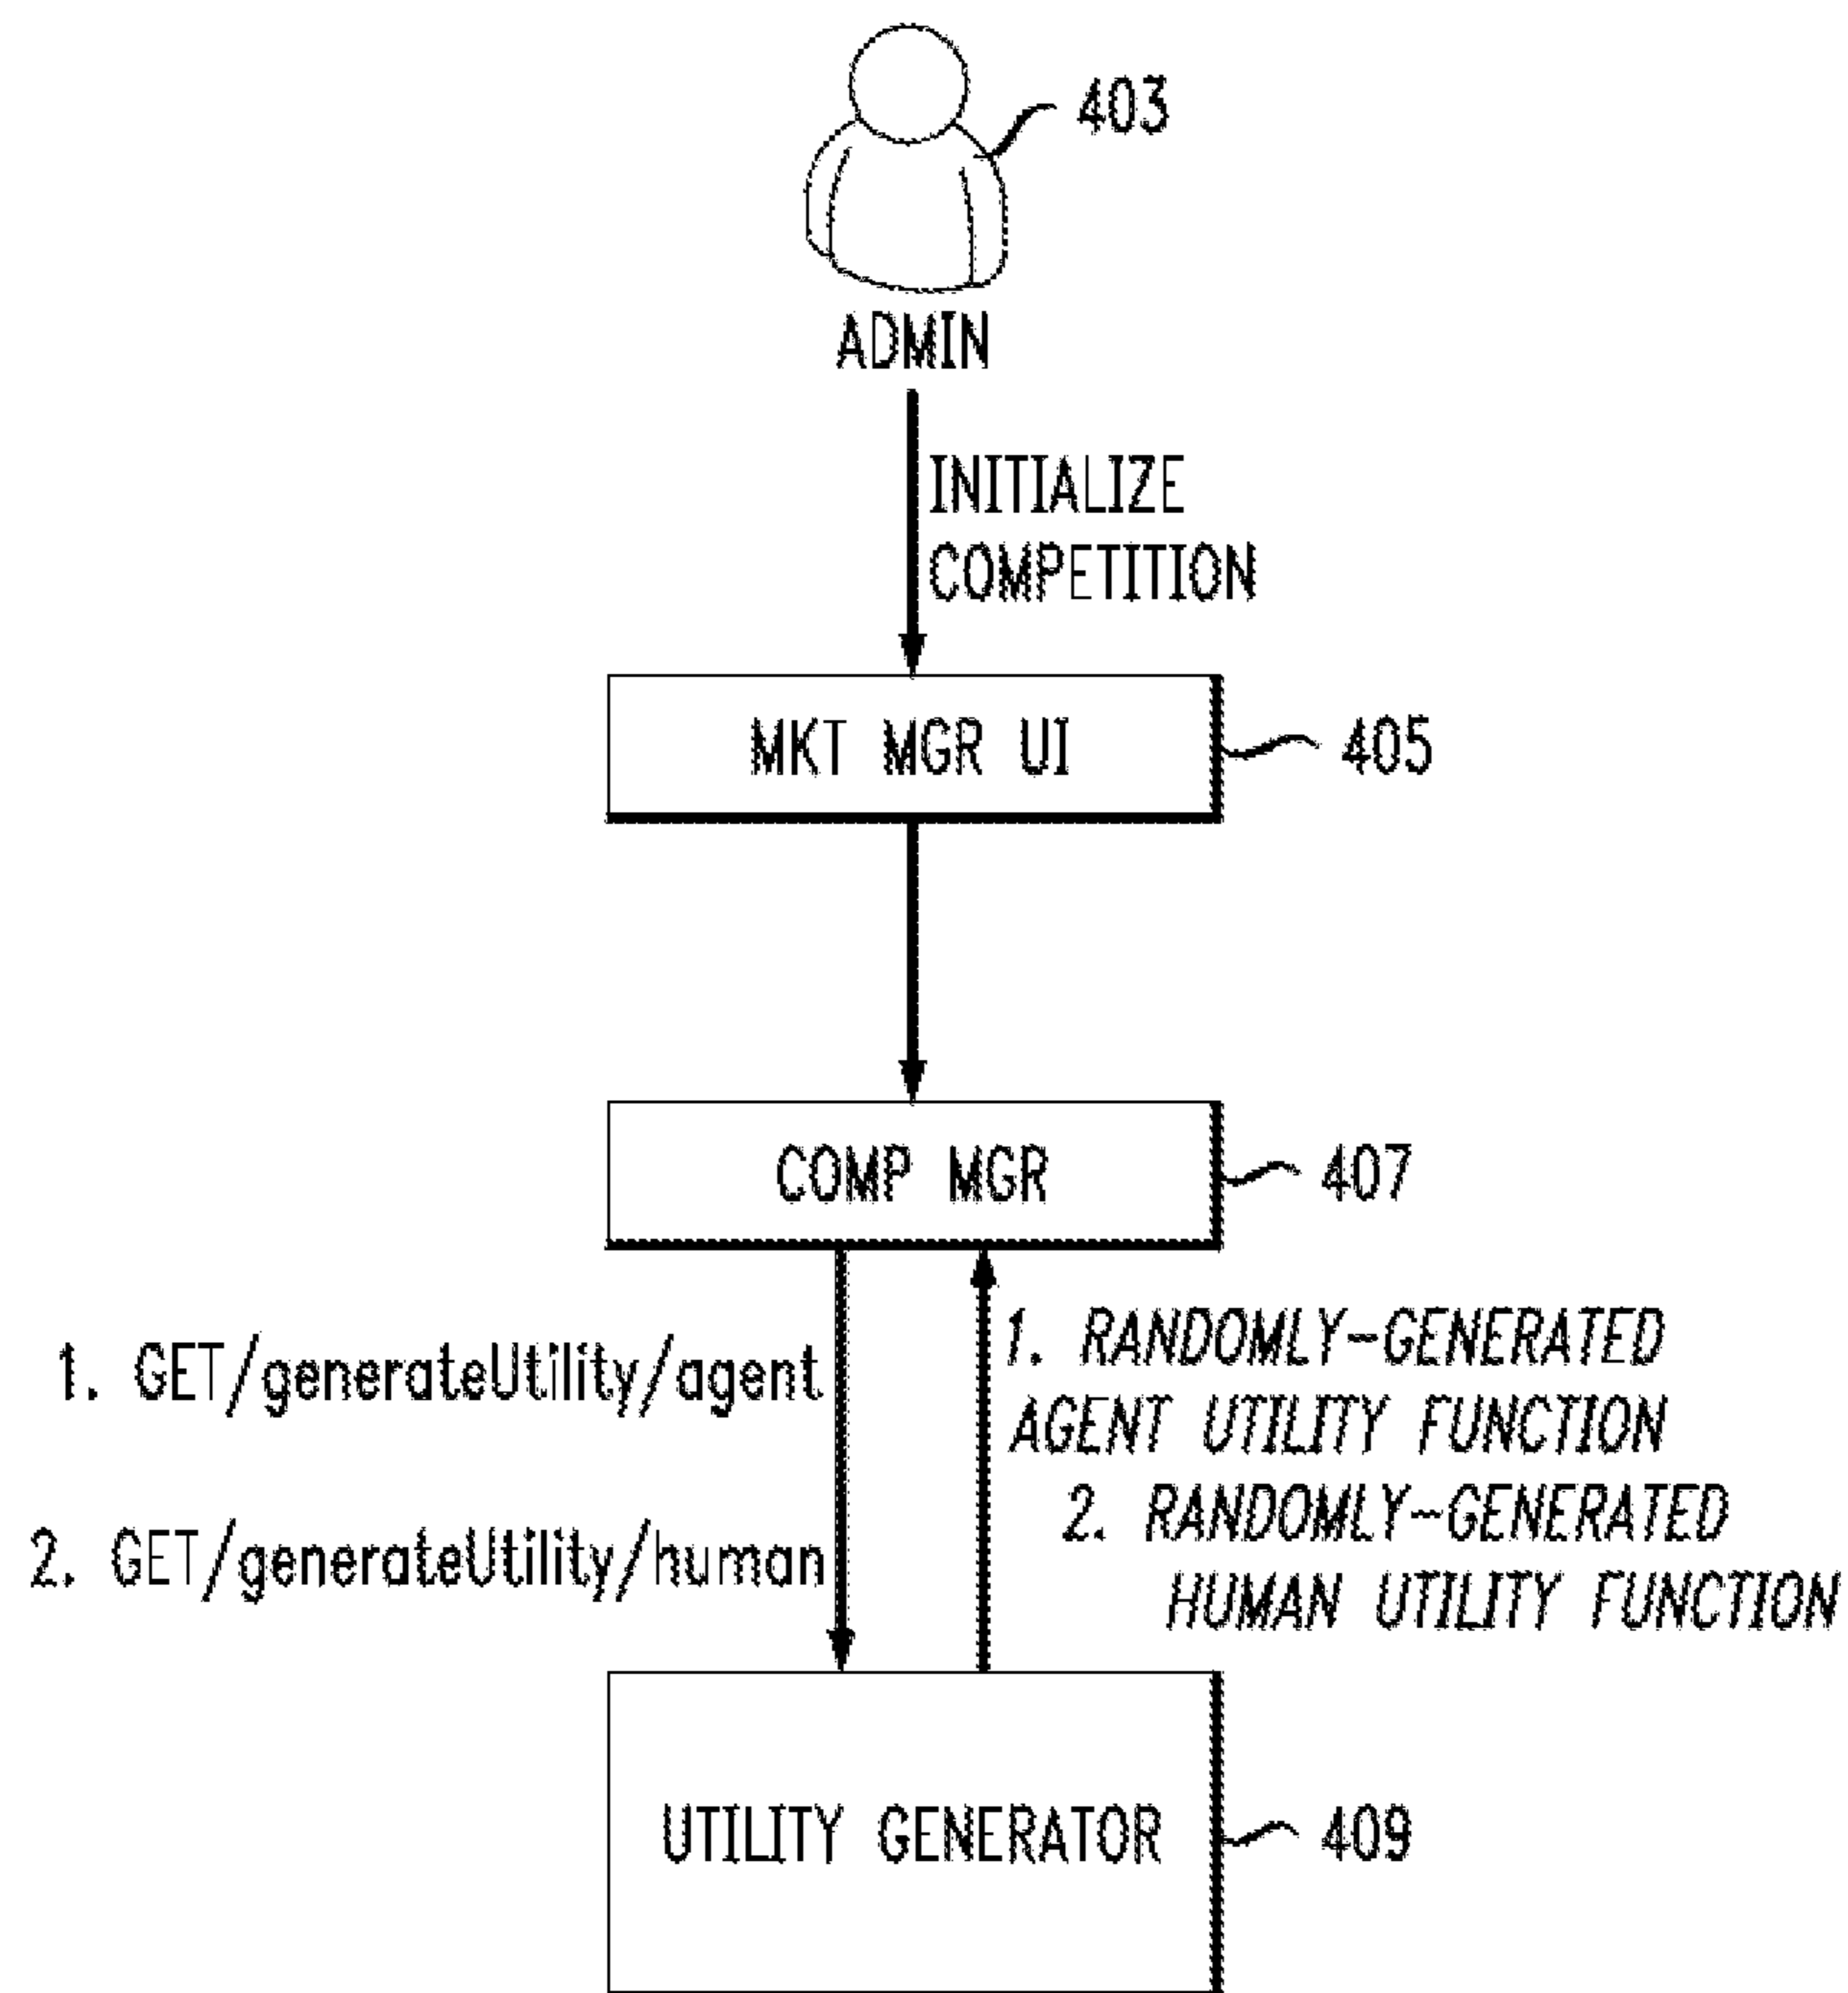 403
ADMIN
INITIALIZE
COMPETITION
MKT MGR UI
405
COMP MGR
407
1. GET/generateUtility/agent
2. GET/generateUtility/human
1. RANDOMLY-GENERATED
AGENT UTILITY FUNCTION
2. RANDOMLY-GENERATED
HUMAN UTILITY FUNCTION
UTILITY GENERATOR
409